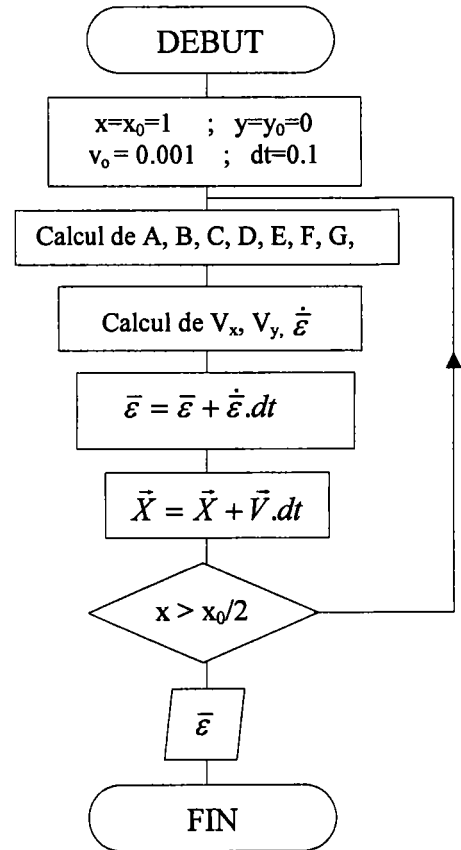 DEBUT
x=x₀=1 ; y=y₀=0
vₒ = 0.001 ; dt=0.1
Calcul de A, B, C, D, E, F, G,
Calcul de Vₓ, V_y, ε̄̇
ε̄ = ε̄ + ε̄̇.dt
X⃗ = X⃗ + V⃗.dt
x > x₀/2
ε̄
FIN